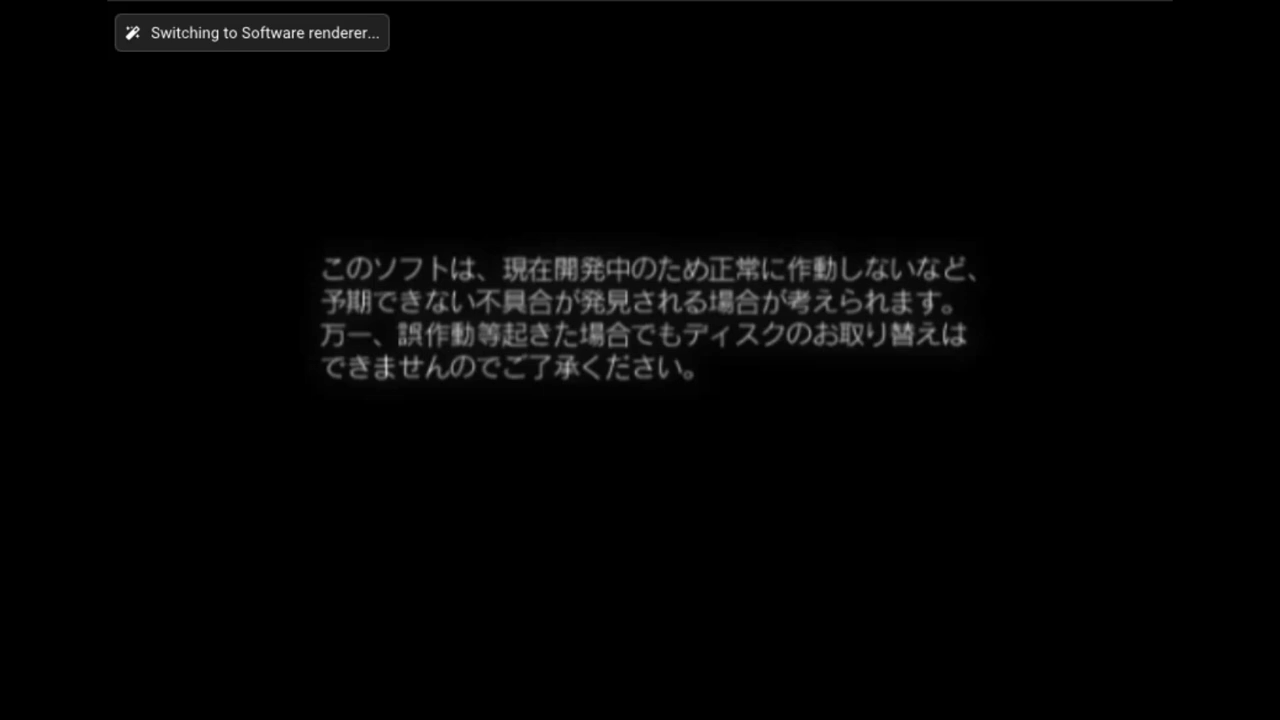 Switching to Software renderer...
このソフトは、現在開発中のため正常に作動しないなど、
予期できない不具合が発見される場合が考えられます。
万一、誤作動等起きた場合でもディスクのお取り替えは
できませんのでご了承ください。